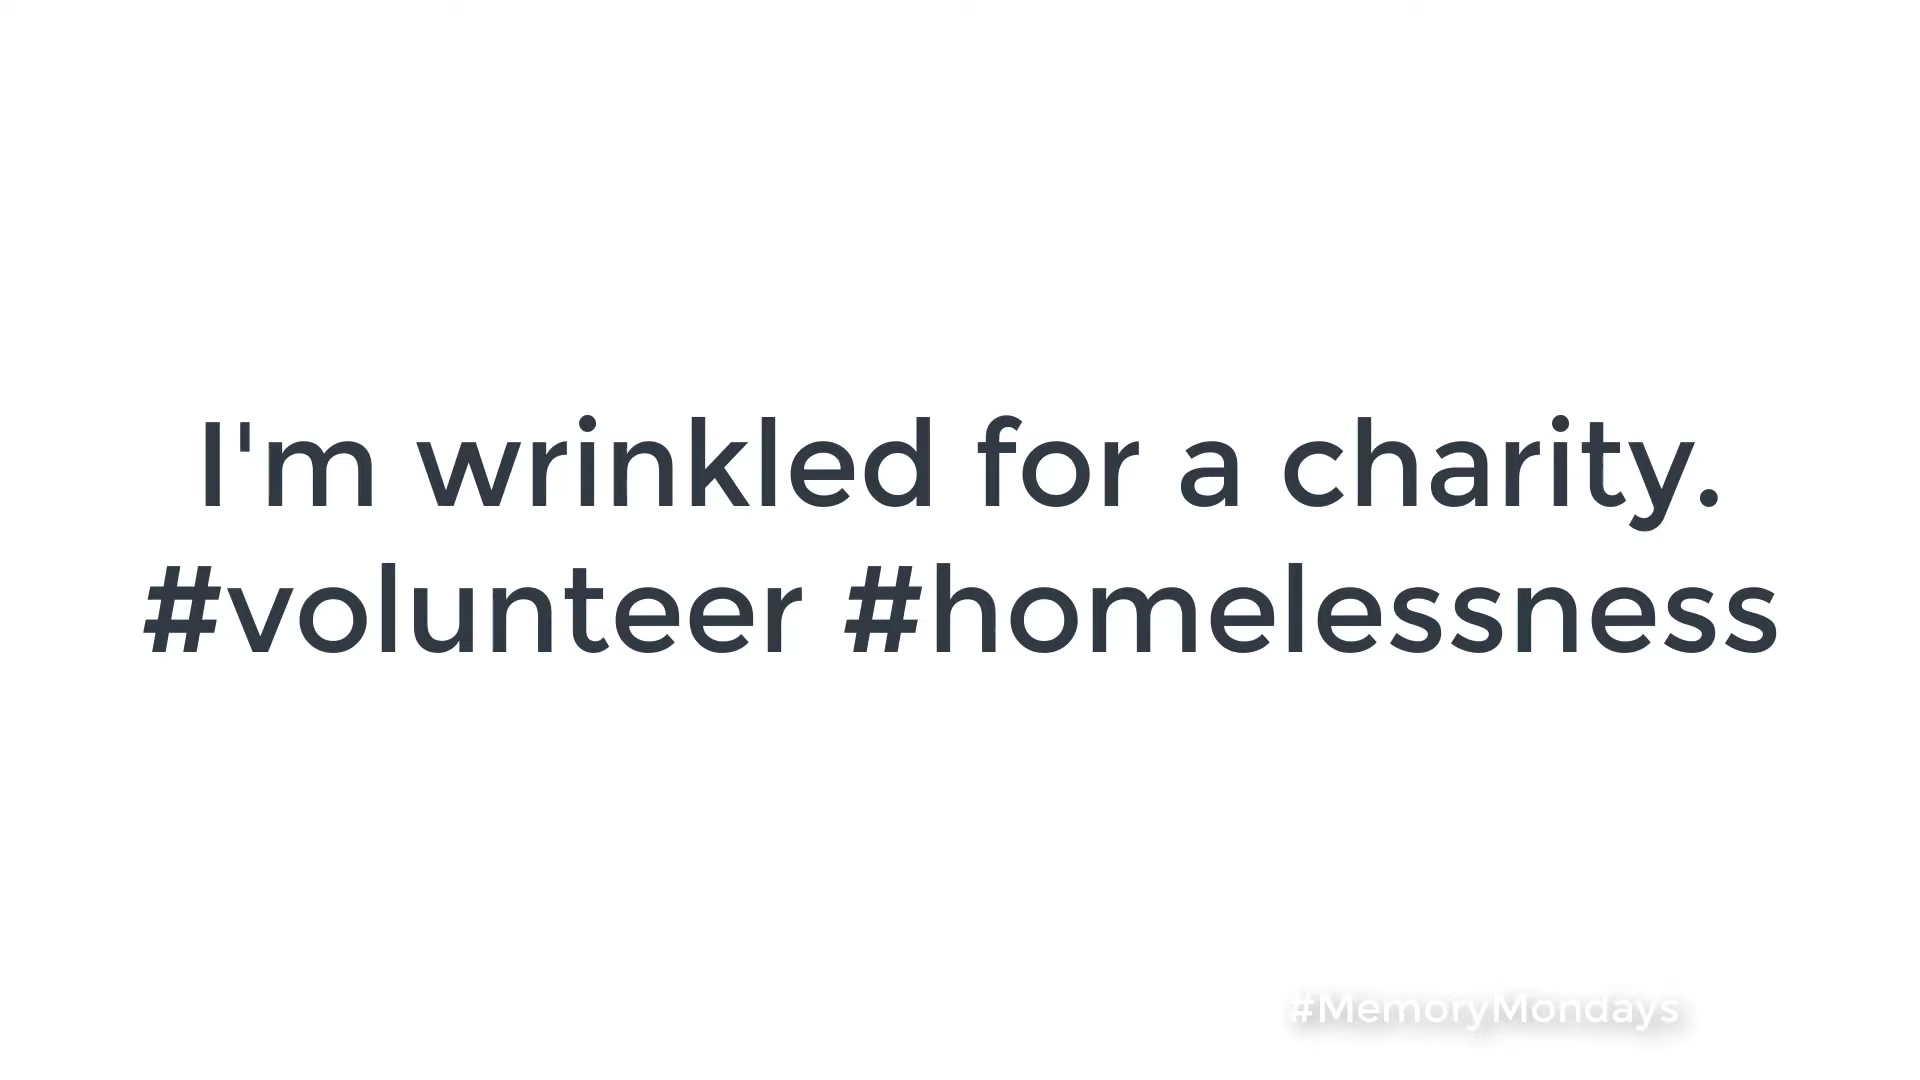 I'm wrinkled for a charity.
#volunteer #homelessness
#MemoryMondays